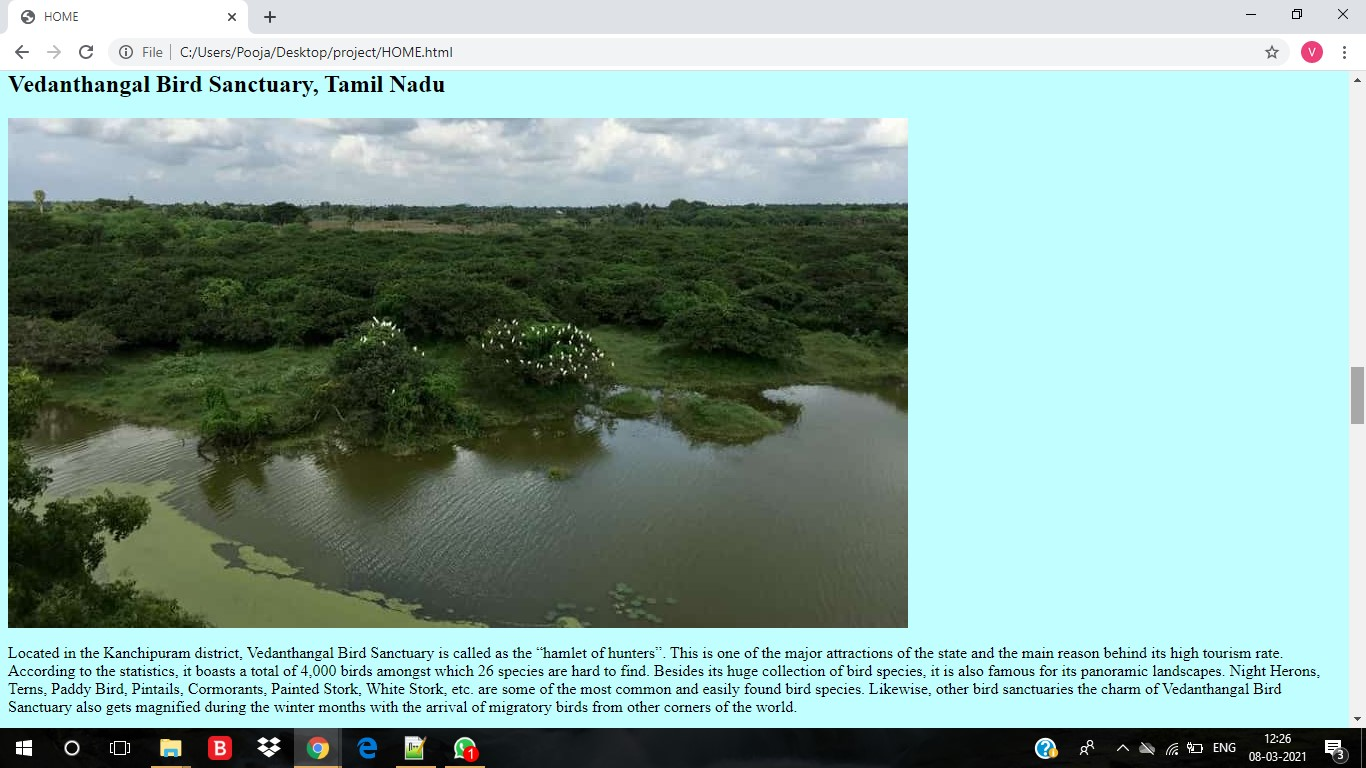 HOME
File C:/Users/Pooja/Desktop/project/HOME.html
V
Vedanthangal Bird Sanctuary, Tamil Nadu
Located in the Kanchipuram district, Vedanthangal Bird Sanctuary is called as the “hamlet of hunters”. This is one of the major attractions of the state and the main reason behind its high tourism rate.
According to the statistics, it boasts a total of 4,000 birds amongst which 26 species are hard to find. Besides its huge collection of bird species, it is also famous for its panoramic landscapes. Night Herons,
Terns, Paddy Bird, Pintails, Cormorants, Painted Stork, White Stork, etc. are some of the most common and easily found bird species. Likewise, other bird sanctuaries the charm of Vedanthangal Bird
Sanctuary also gets magnified during the winter months with the arrival of migratory birds from other corners of the world.
B
1
ENG
12:26
08-03-2021
3